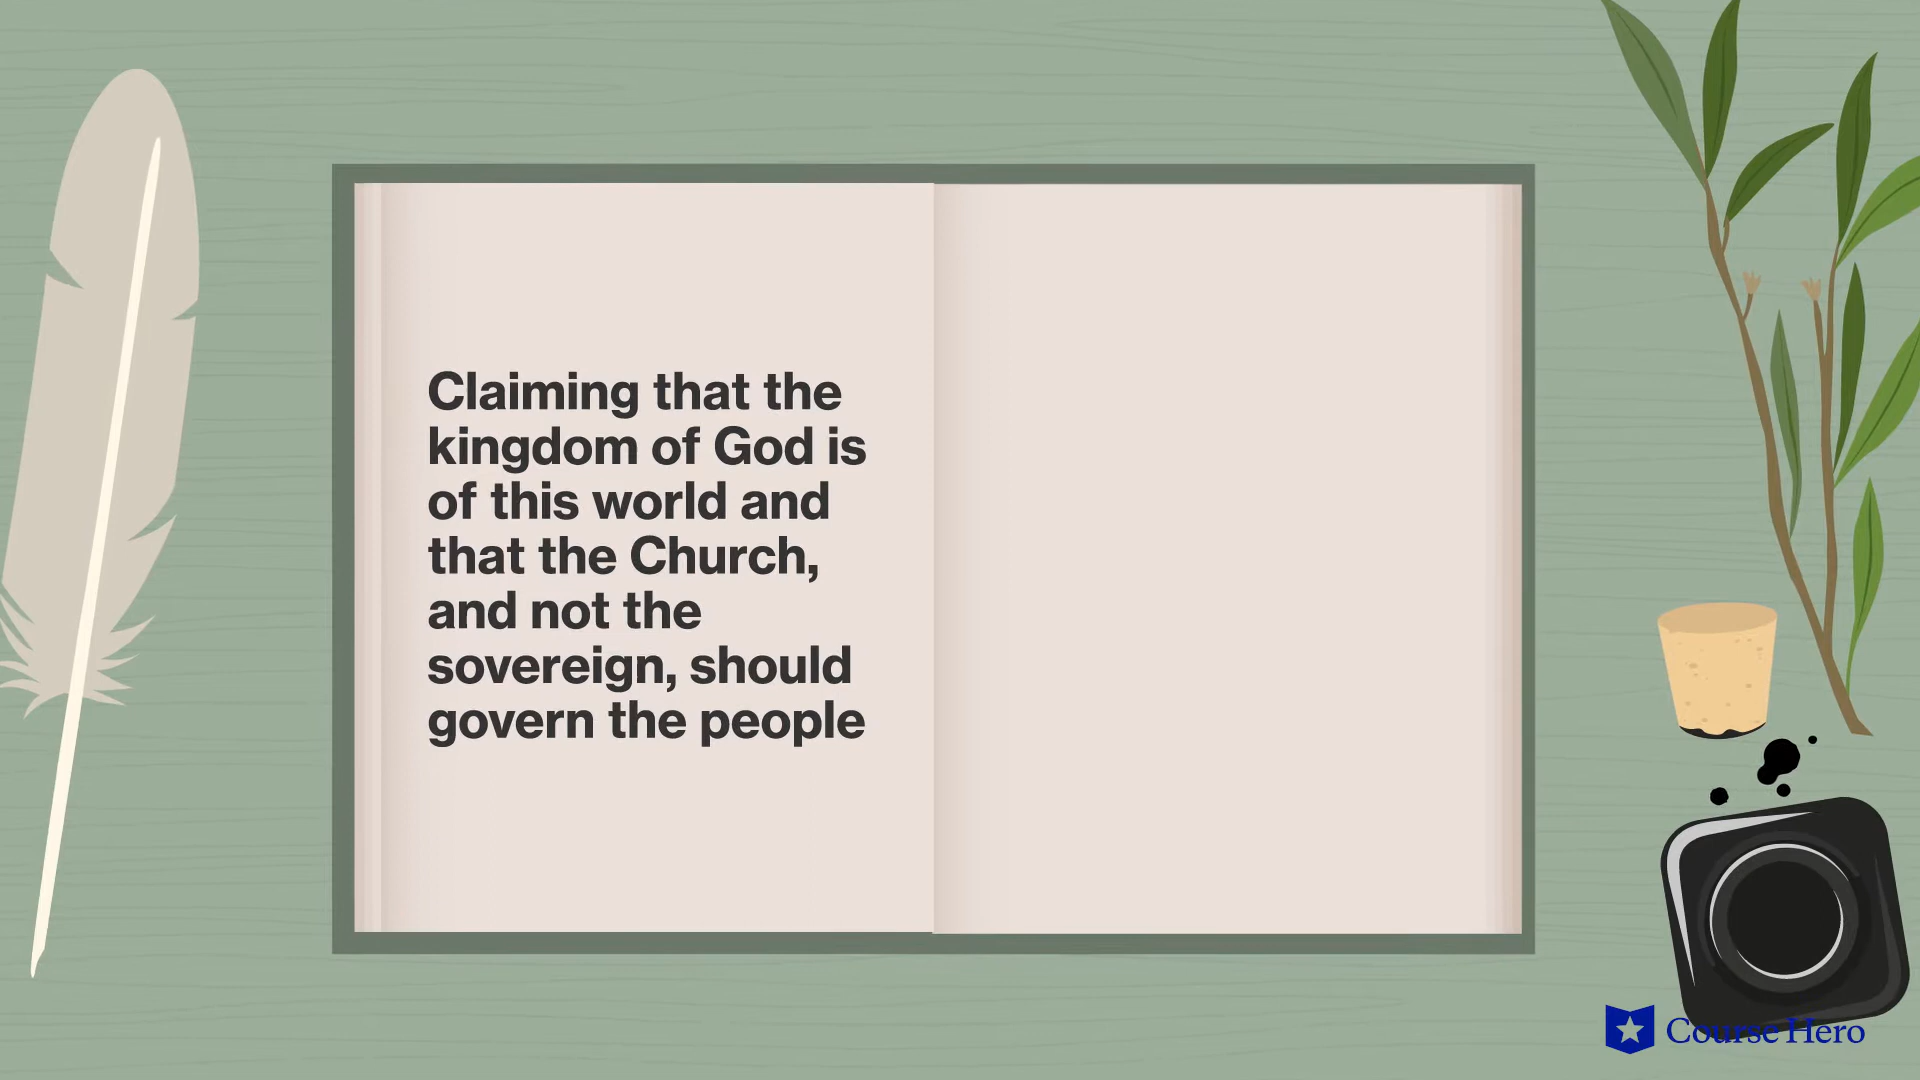 Claiming that the
kingdom of God is
of this world and
that the Church,
and not the
sovereign, should
govern the people
Course Hero